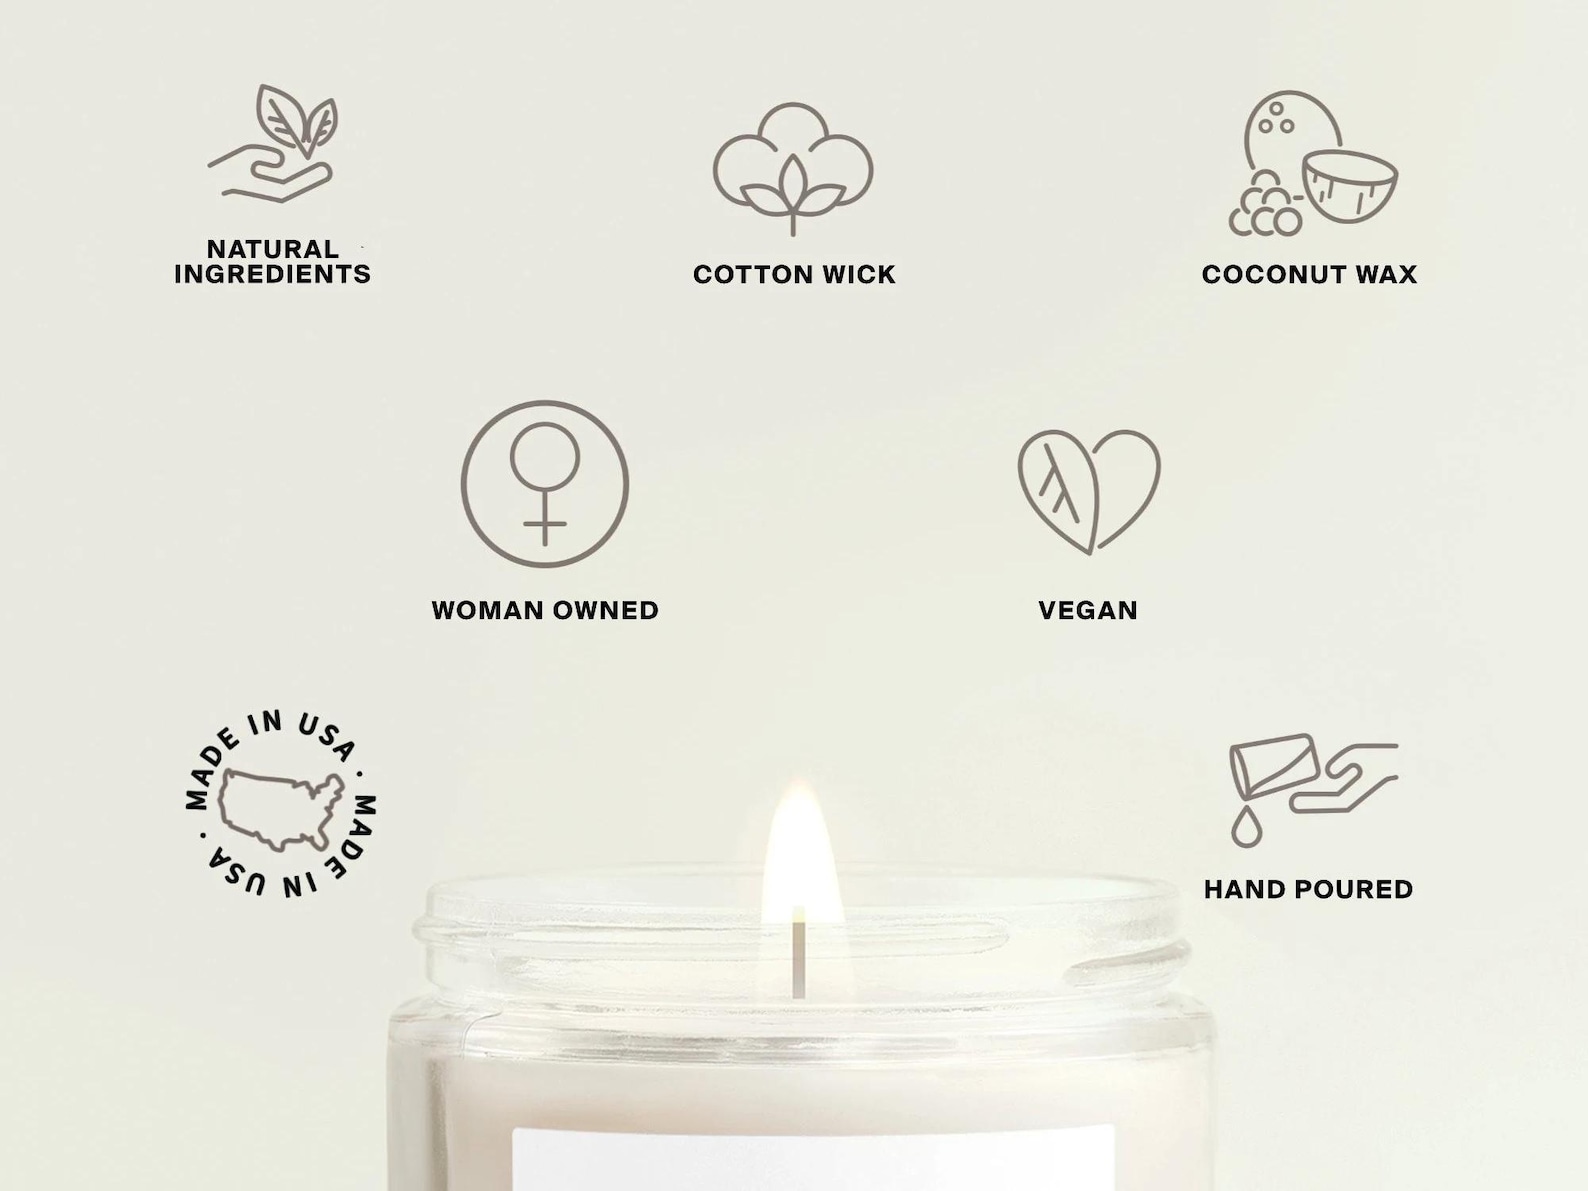 NATURAL
INGREDIENTS
COTTON WICK
COCONUT WAX
WOMAN OWNED
VEGAN
MADE IN USA · MADE IN USA ·
HAND POURED